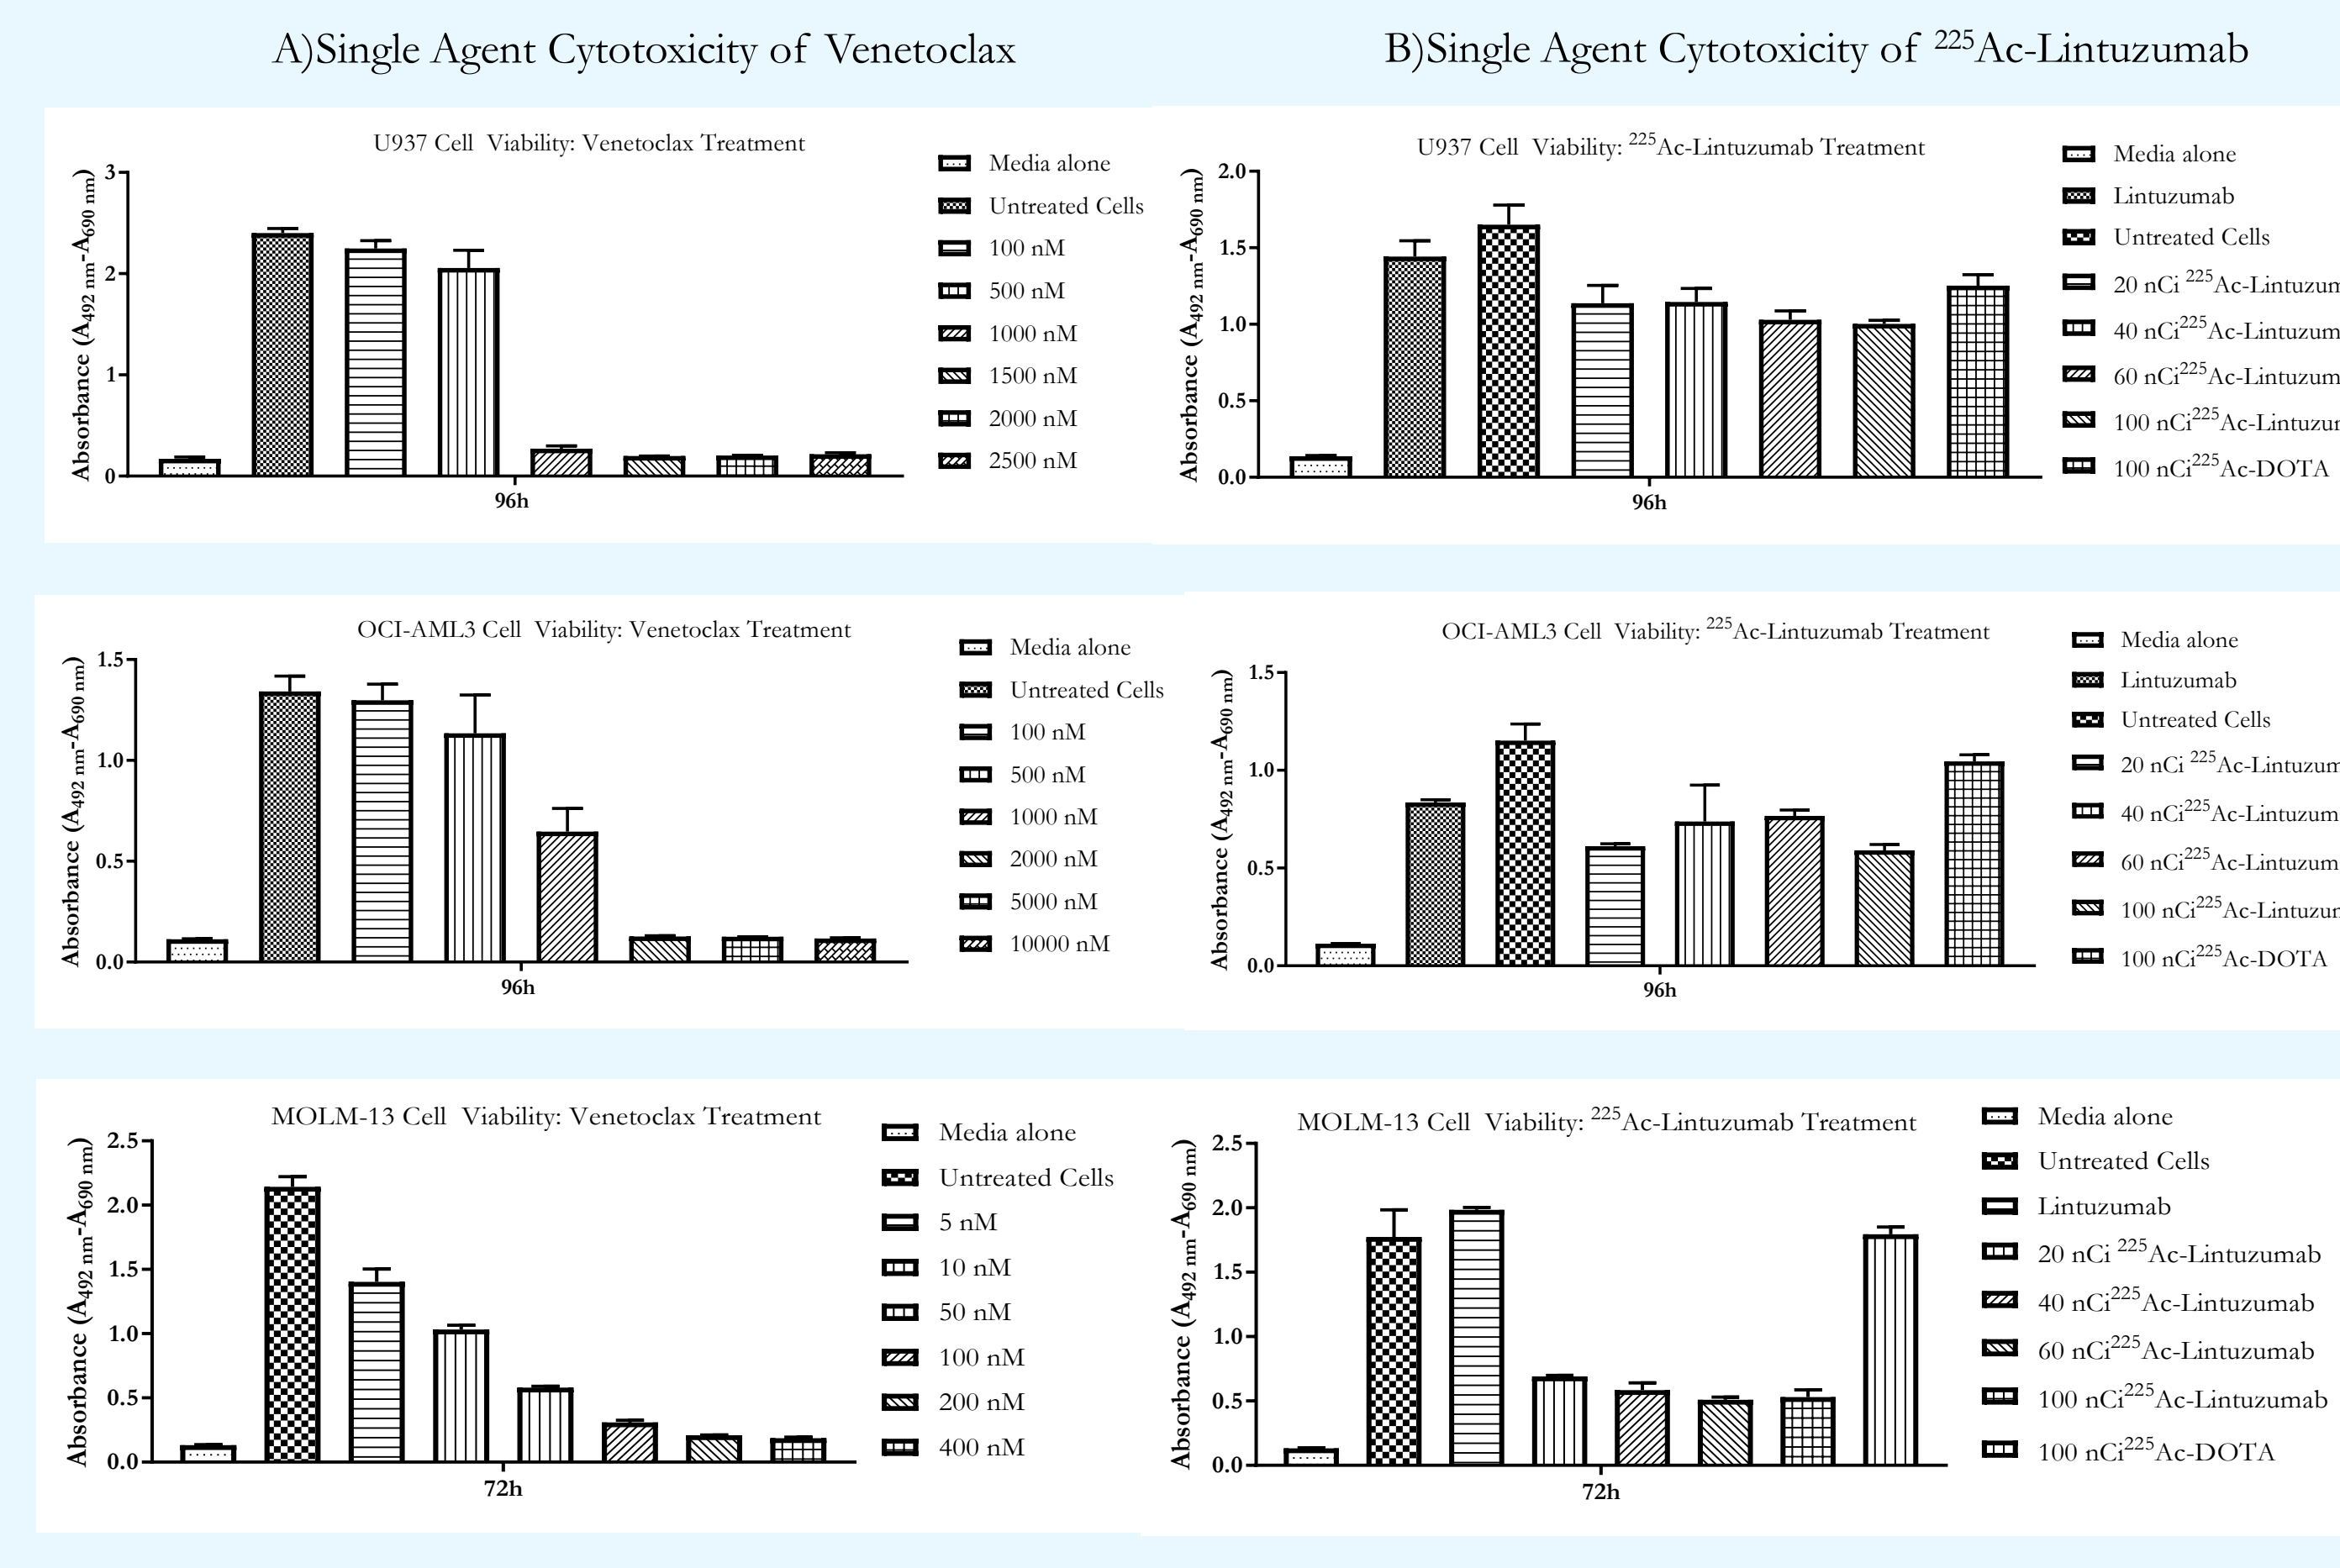 A)Single Agent Cytotoxicity of Venetoclax
B)Single Agent Cytotoxicity of ²²⁵Ac-Lintuzumab
U937 Cell Viability: Venetoclax Treatment
Absorbance (A492 nm-A690 nm)
3
2
1
0
96h
Media alone
Untreated Cells
100 nM
500 nM
1000 nM
1500 nM
2000 nM
2500 nM
U937 Cell Viability: ²²⁵Ac-Lintuzumab Treatment
Absorbance (A492 nm-A690 nm)
2.0
1.5
1.0
0.5
0.0
96h
Media alone
Lintuzumab
Untreated Cells
20 nCi ²²⁵Ac-Lintuzum
40 nCi²²⁵Ac-Lintuzum
60 nCi²²⁵Ac-Lintuzum
100 nCi²²⁵Ac-Lintuzur
100 nCi²²⁵Ac-DOTA
OCI-AML3 Cell Viability: Venetoclax Treatment
Absorbance (A492 nm-A690 nm)
1.5
1.0
0.5
0.0
96h
Media alone
Untreated Cells
100 nM
500 nM
1000 nM
2000 nM
5000 nM
10000 nM
OCI-AML3 Cell Viability: ²²⁵Ac-Lintuzumab Treatment
Absorbance (A492 nm-A690 nm)
1.5
1.0
0.5
0.0
96h
Media alone
Lintuzumab
Untreated Cells
20 nCi ²²⁵Ac-Lintuzum
40 nCi²²⁵Ac-Lintuzum
60 nCi²²⁵Ac-Lintuzum
100 nCi²²⁵Ac-Lintuzur
100 nCi²²⁵Ac-DOTA
MOLM-13 Cell Viability: Venetoclax Treatment
Absorbance (A492 nm-A690 nm)
2.5
2.0
1.5
1.0
0.5
0.0
72h
Media alone
Untreated Cells
5 nM
10 nM
50 nM
100 nM
200 nM
400 nM
MOLM-13 Cell Viability: ²²⁵Ac-Lintuzumab Treatment
Absorbance (A492 nm-A690 nm)
2.5
2.0
1.5
1.0
0.5
0.0
72h
Media alone
Untreated Cells
Lintuzumab
20 nCi ²²⁵Ac-Lintuzumab
40 nCi²²⁵Ac-Lintuzumab
60 nCi²²⁵Ac-Lintuzumab
100 nCi²²⁵Ac-Lintuzumab
100 nCi²²⁵Ac-DOTA